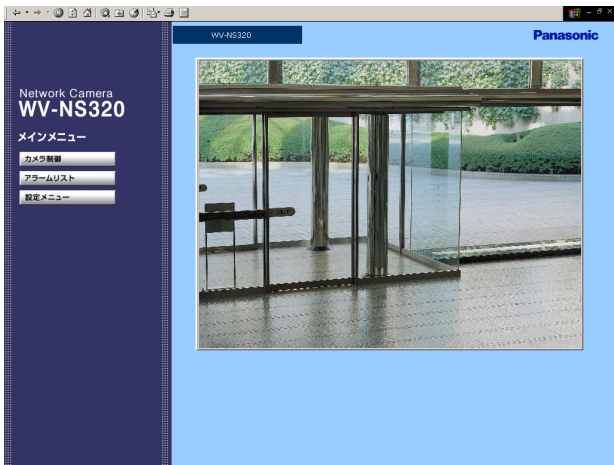 WV-NS320
Panasonic
Network Camera
WV-NS320
メインメニュー
カメラ制御
アラームリスト
設定メニュー
OUT